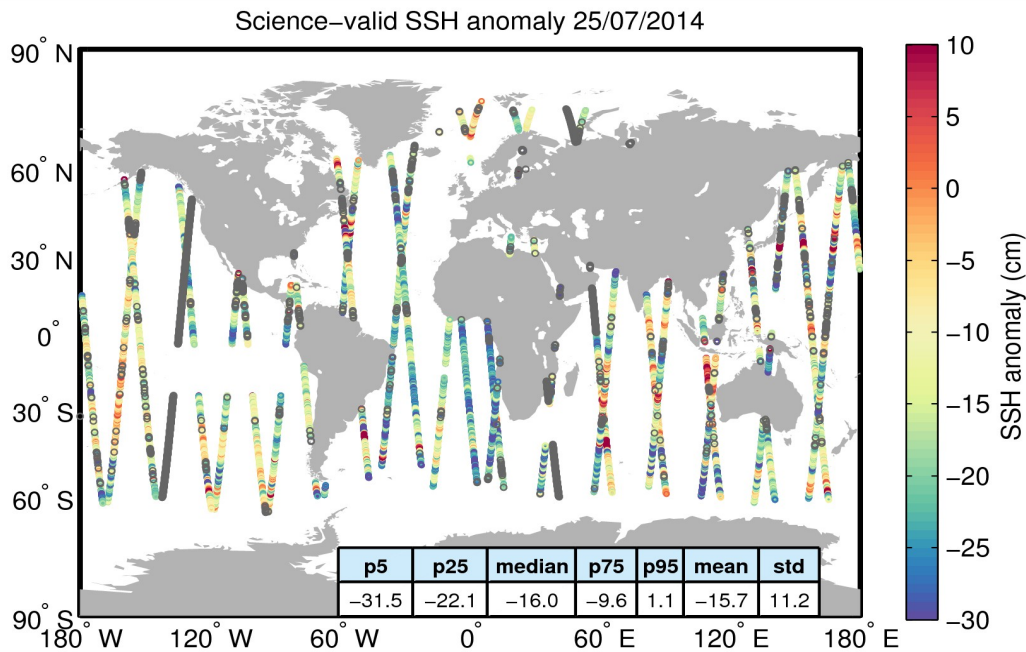 Science−valid SSH anomaly 25/07/2014
90° N
60° N
30° N
0°
30° S
60° S
90° S
180° W
120° W
60° W
0°
60° E
120° E
180° E
p5 p25 median p75 p95 mean std
−31.5 −22.1 −16.0 −9.6 1.1 −15.7 11.2
10
5
0
−5
−10
−15
−20
−25
−30
SSH anomaly (cm)